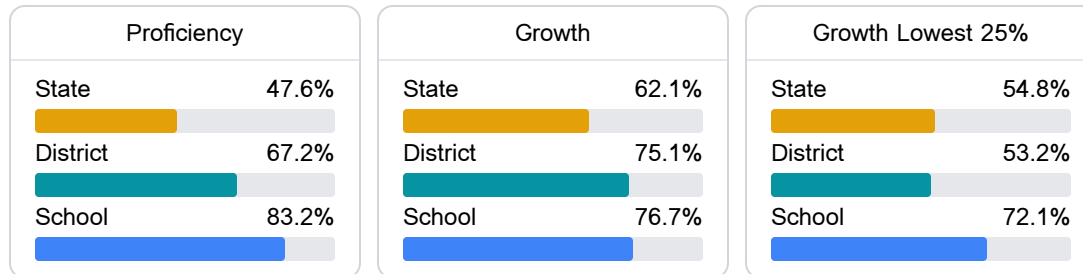 Proficiency
State 47.6%
District 67.2%
School 83.2%
Growth
State 62.1%
District 75.1%
School 76.7%
Growth Lowest 25%
State 54.8%
District 53.2%
School 72.1%